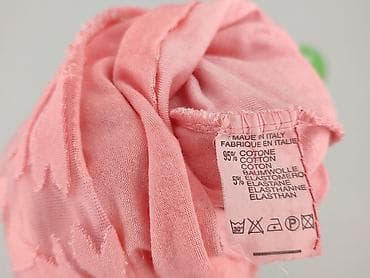 MADE IN ITALY
FABRIQUE EN ITALIE
95% COTONE
COTTON
COTON
BAUMWOLLE
5% ELASTOMERO
ELASTANE
ELASTHANNE
ELASTHAN